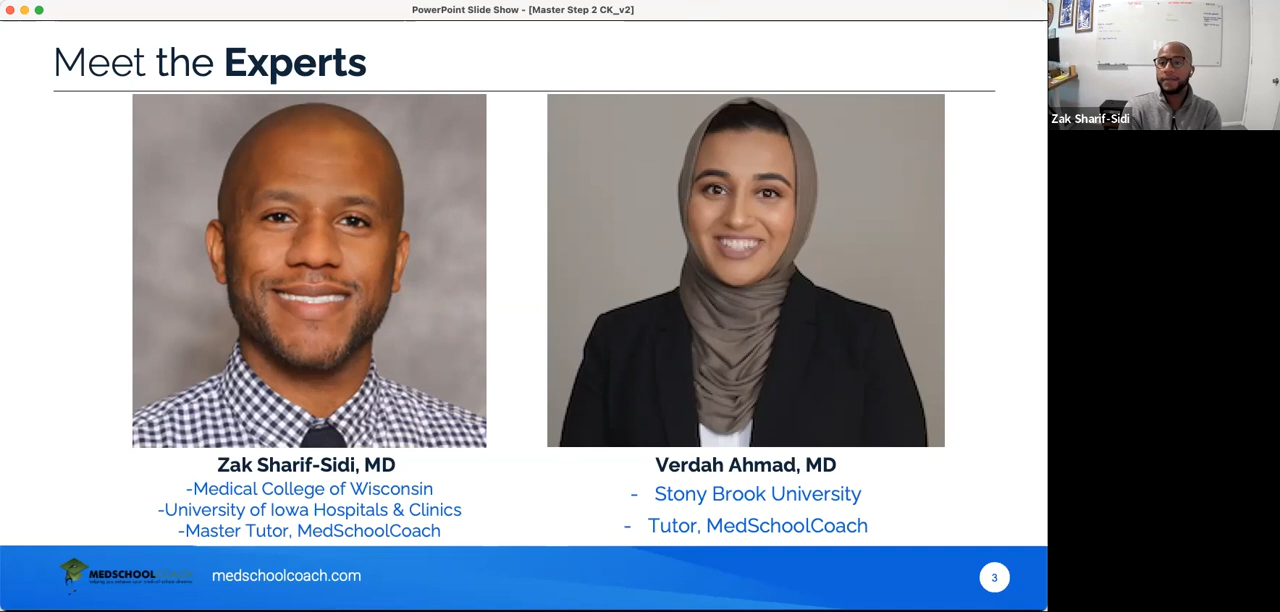 PowerPoint Slide Show - [Master Step 2 CK_v2]
Meet the Experts
Zak Sharif-Sidi
Zak Sharif-Sidi, MD
-Medical College of Wisconsin
-University of Iowa Hospitals & Clinics
-Master Tutor, MedSchoolCoach
Verdah Ahmad, MD
- Stony Brook University
- Tutor, MedSchoolCoach
MEDSCHOOLCOACH
medschoolcoach.com
3